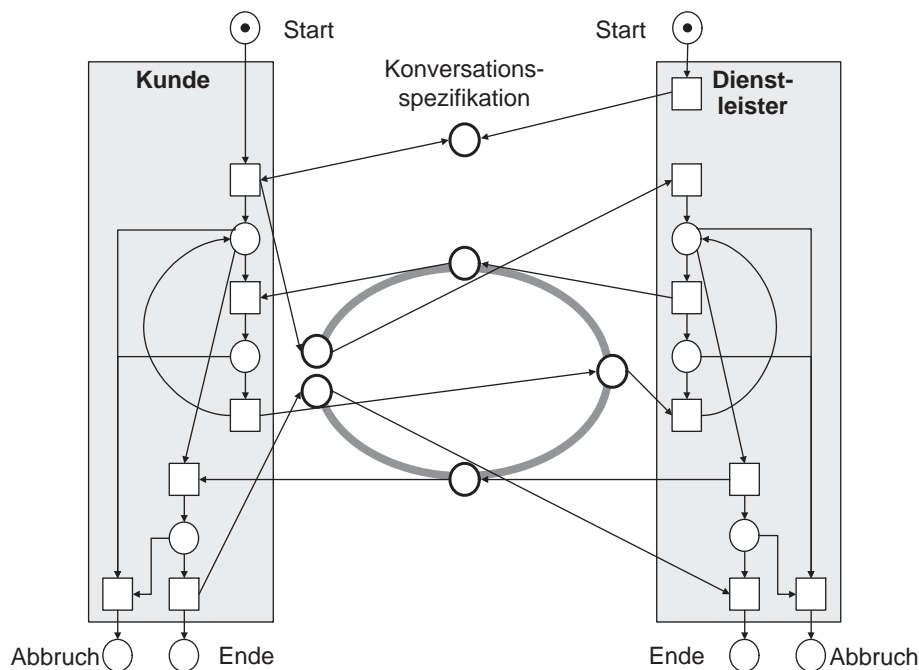 Start
Start
Kunde
Konversations-
spezifikation
Dienst-
leister
Abbruch
Ende
Ende
Abbruch